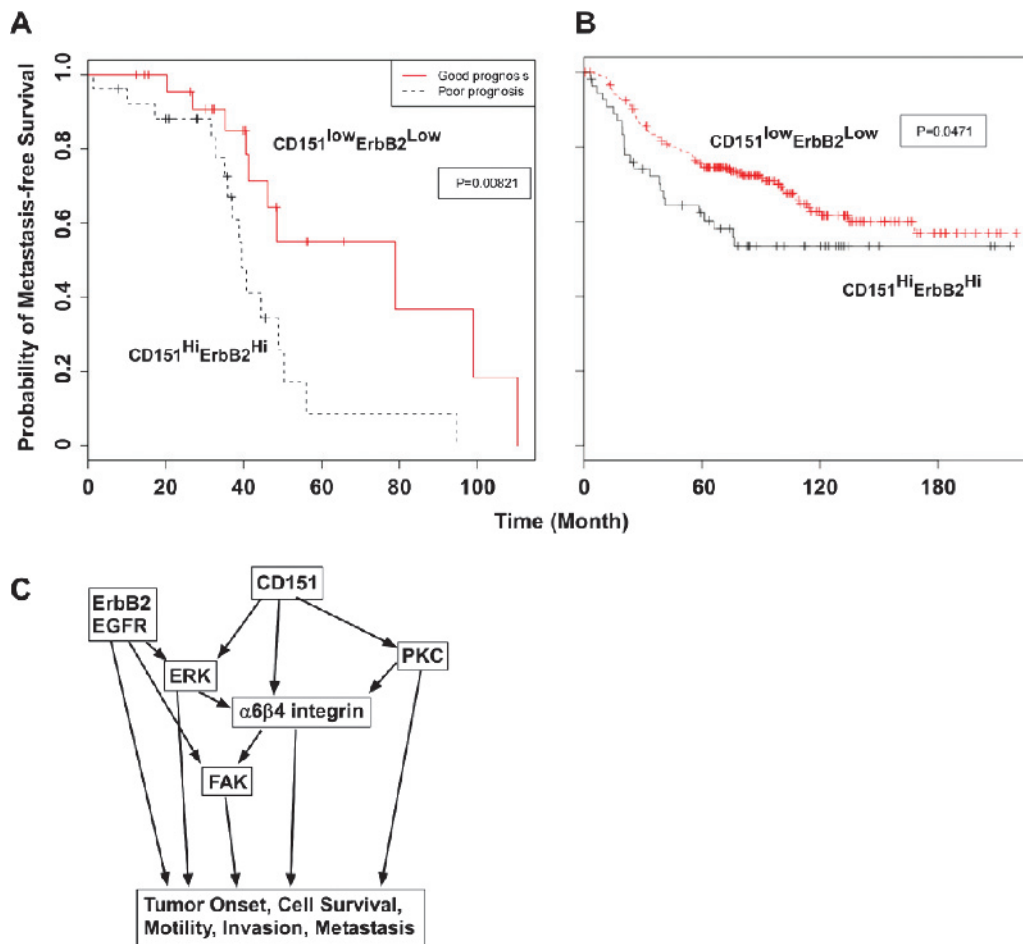 A
B
Probability of Metastasis-free Survival
1.0
0.8
0.6
0.4
0.2
0
Good prognosis
Poor prognosis
CD151lowErbB2Low
P=0.00821
CD151HiErbB2Hi
0 20 40 60 80 100
CD151lowErbB2Low
P=0.0471
CD151HiErbB2Hi
0 60 120 180
Time (Month)
C
ErbB2
EGFR
CD151
ERK
PKC
α6β4 integrin
FAK
Tumor Onset, Cell Survival,
Motility, Invasion, Metastasis